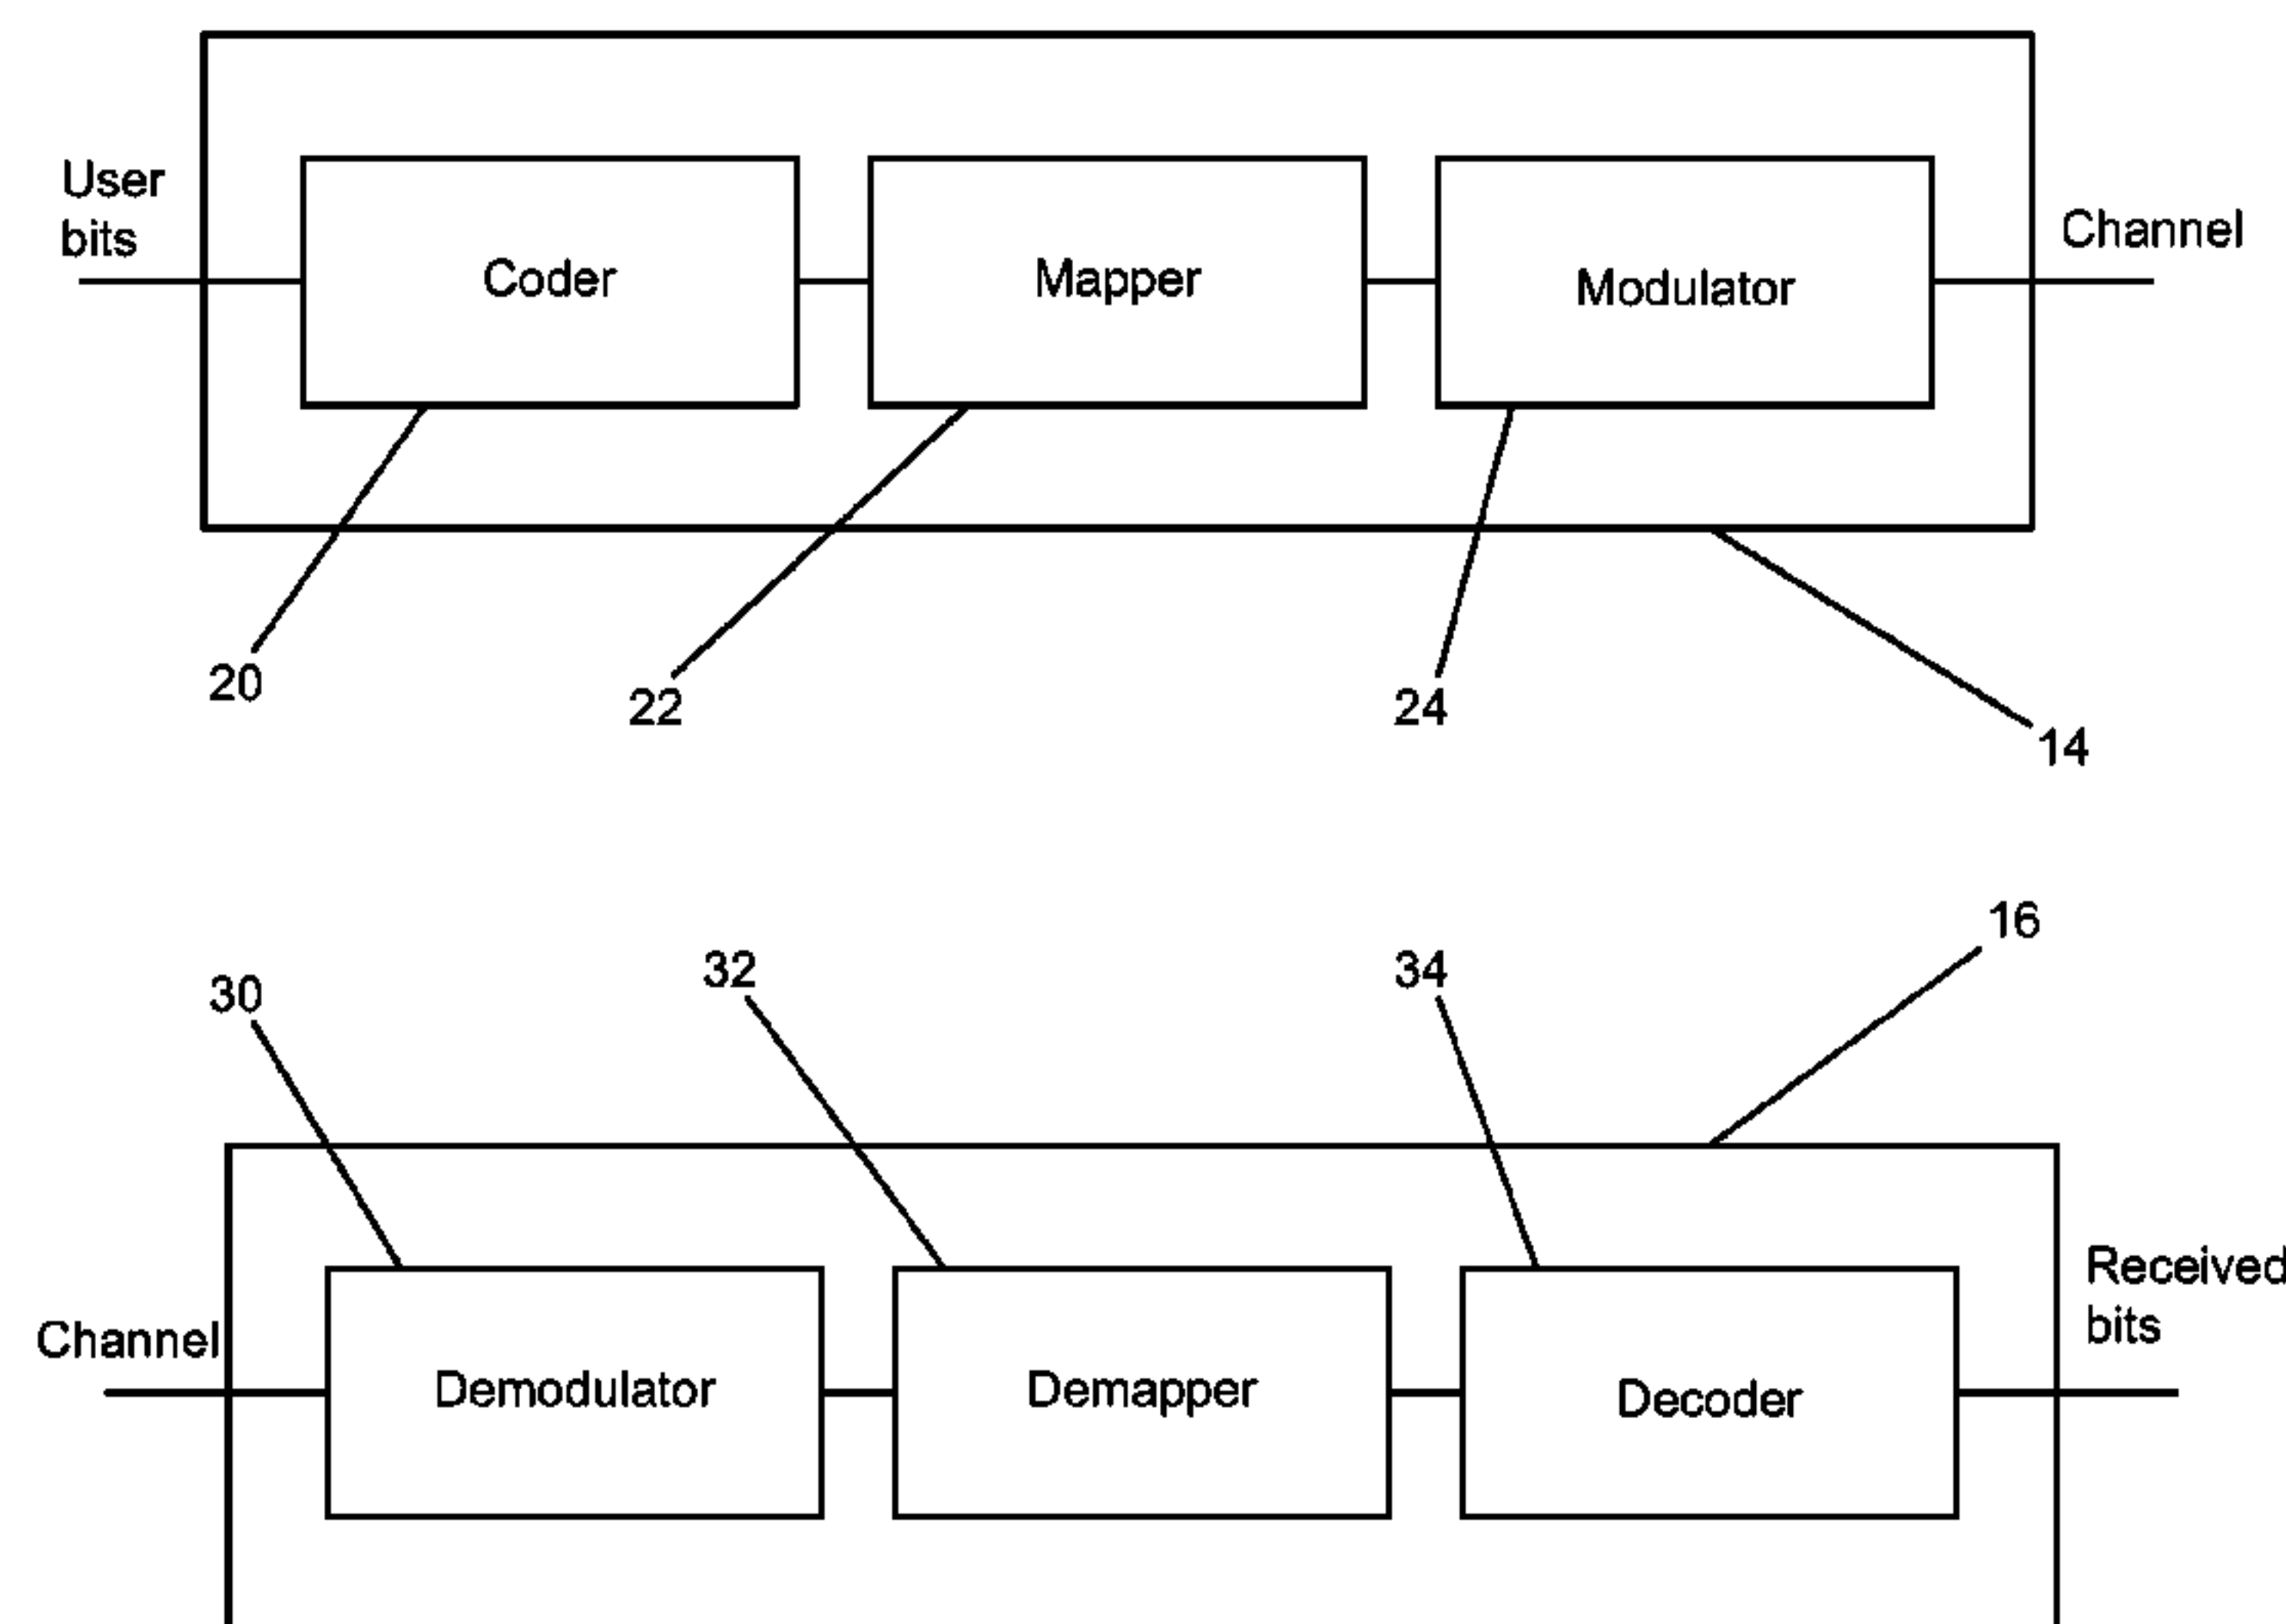 User
bits
Coder
Mapper
Modulator
Channel
20
22
24
14
16
30
32
34
Channel
Demodulator
Demapper
Decoder
Received
bits